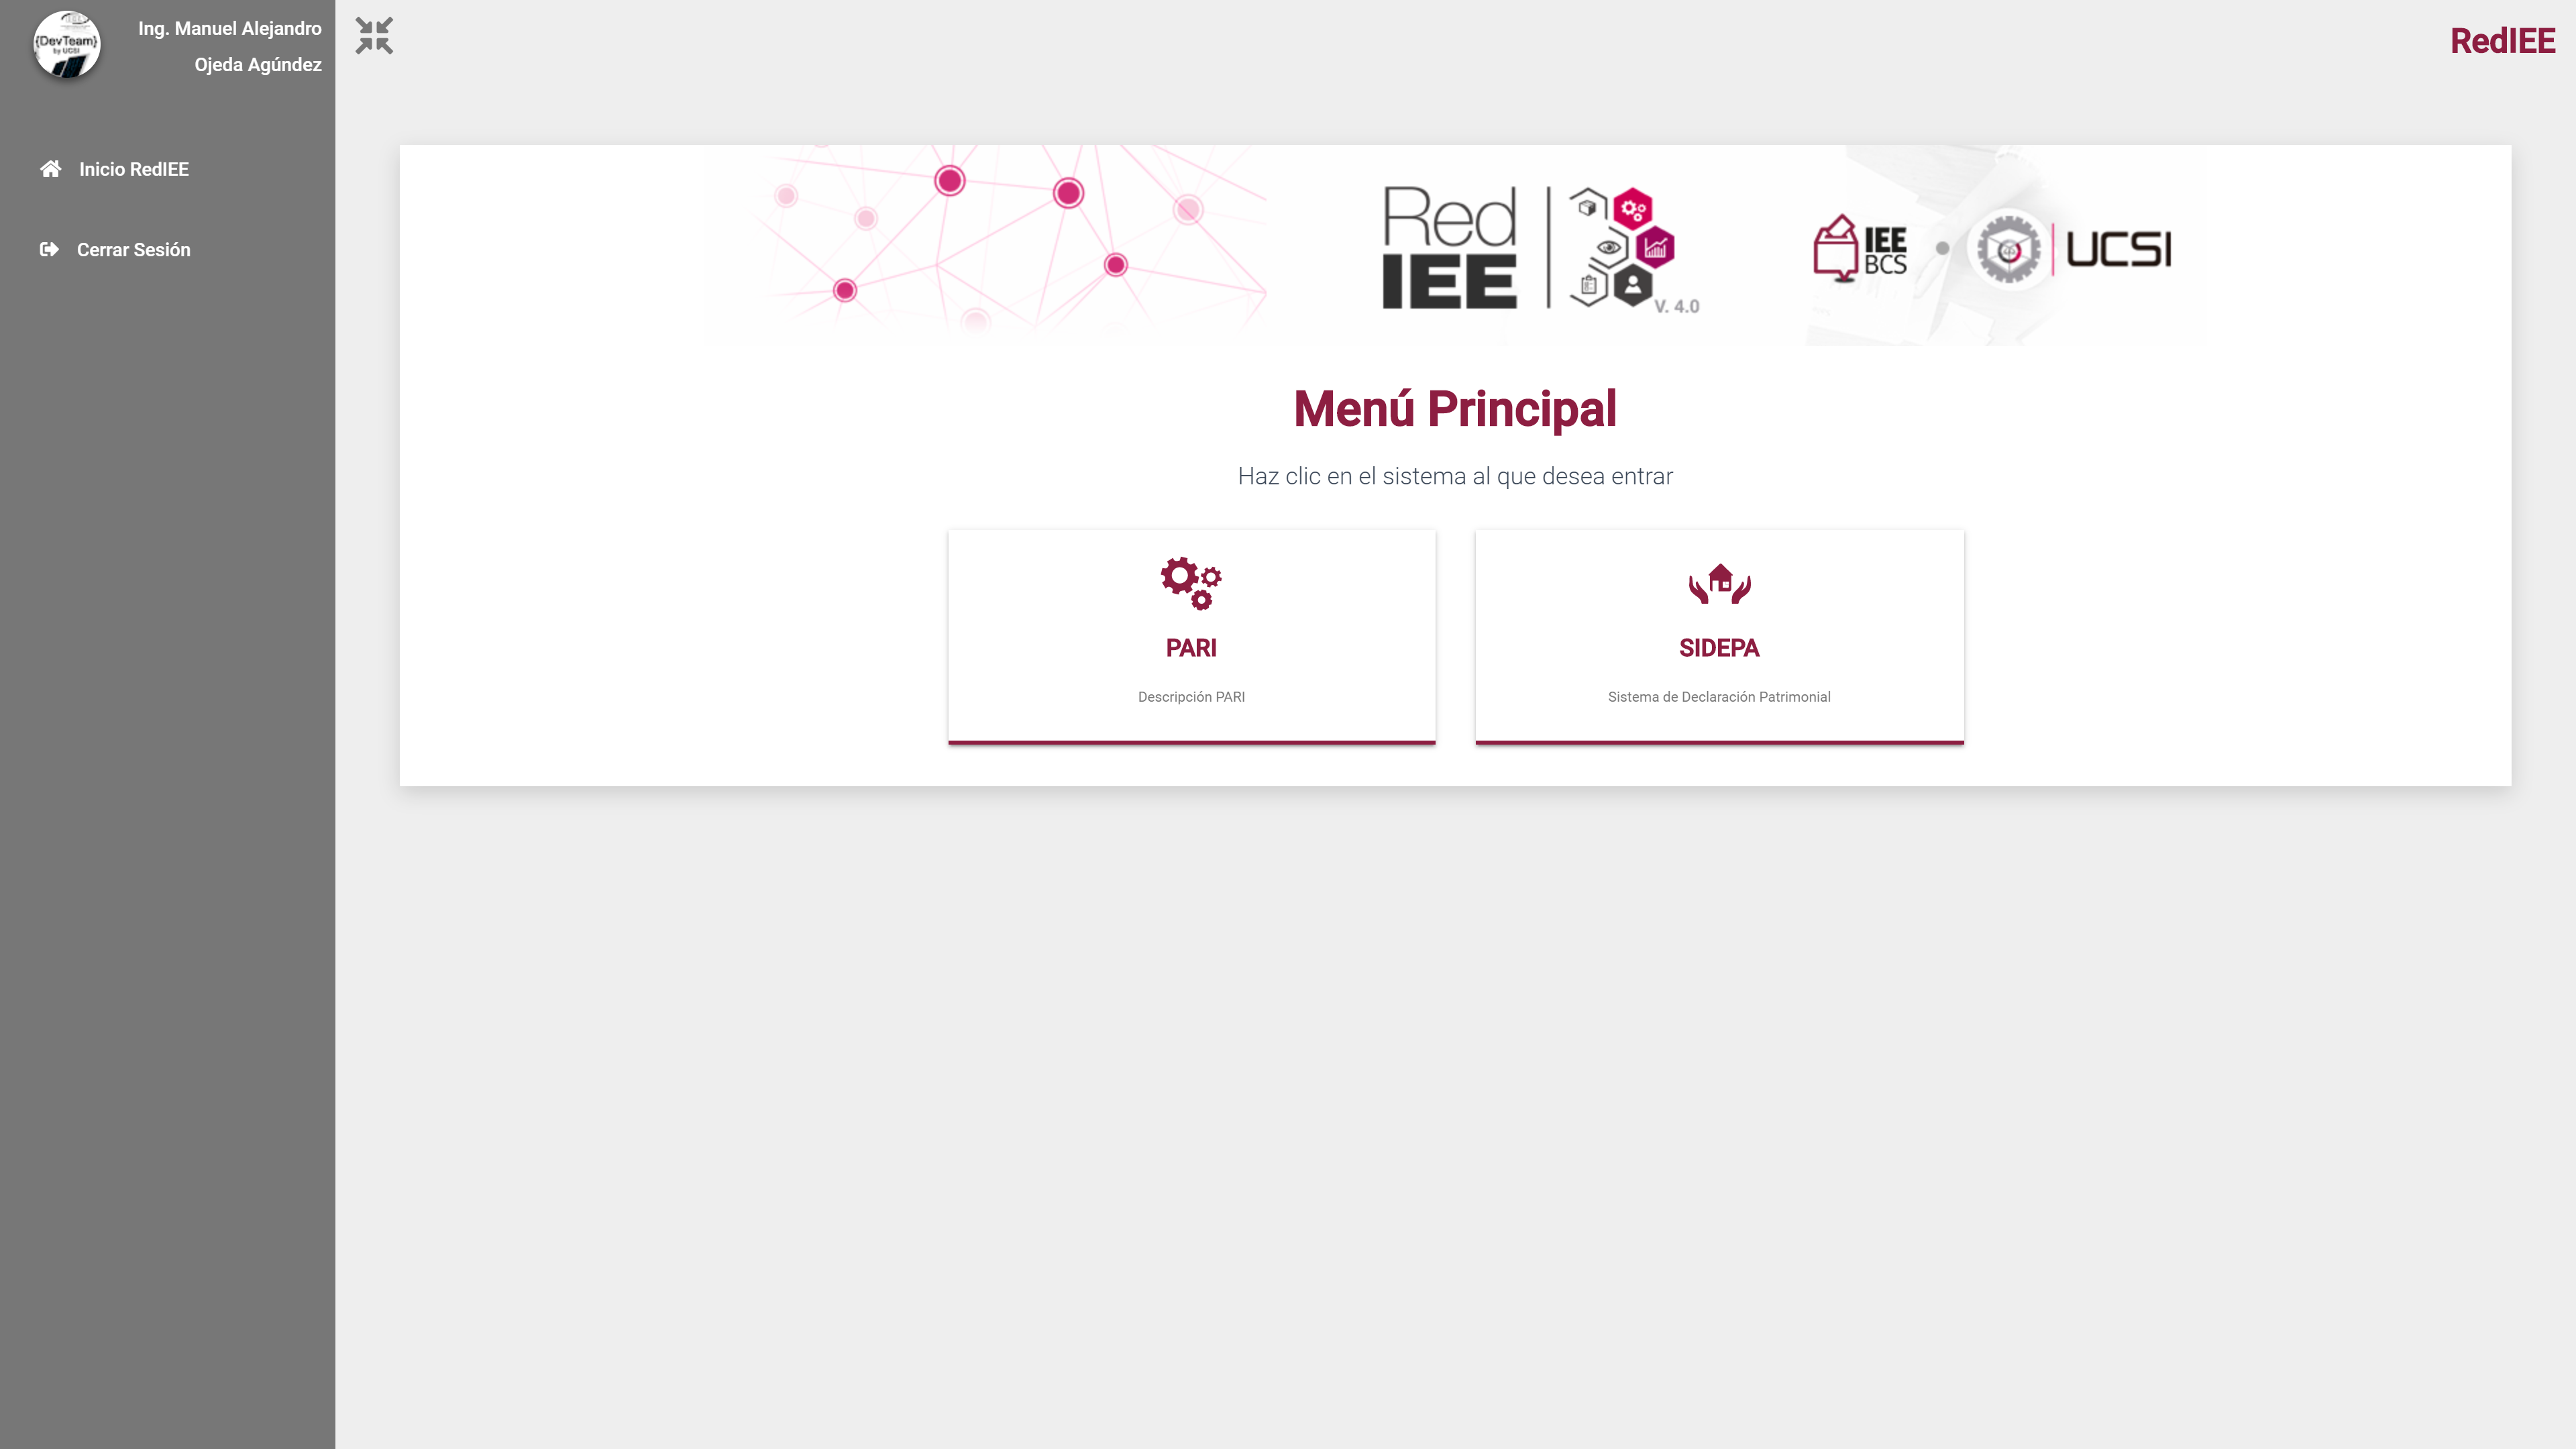 {DevTeam}
by UCSI
Ing. Manuel Alejandro
Ojeda Agúndez
RedIEE
Inicio RedIEE
Cerrar Sesión
Red
IEE
V. 4.0
IEE
BCS
UCSI
Menú Principal
Haz clic en el sistema al que desea entrar
PARI
Descripción PARI
SIDEPA
Sistema de Declaración Patrimonial